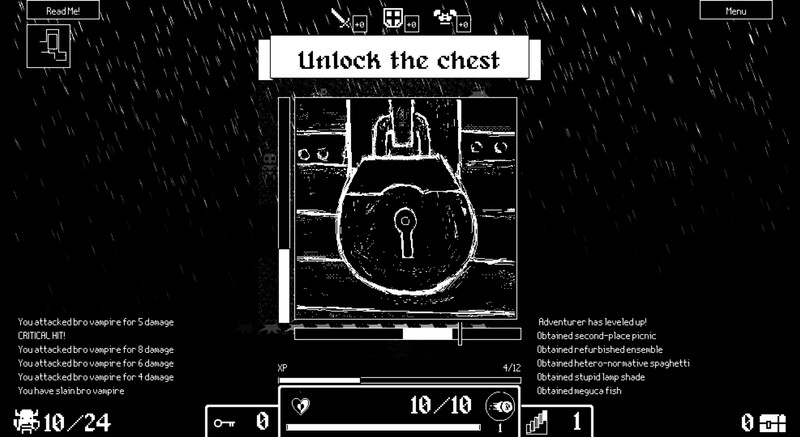 Read Me!
+0
+0
+0
Menu
Unlock the chest
You attacked bro vampire for 5 damage
CRITICAL HIT!
You attacked bro vampire for 8 damage
You attacked bro vampire for 6 damage
You attacked bro vampire for 4 damage
You have slain bro vampire
Adventurer has leveled up!
Obtained second-place picnic
Obtained refurbished ensemble
Obtained hetero-normative spaghetti
Obtained stupid lamp shade
Obtained meguca fish
XP
4/12
10/24
0
10/10
1
1
0